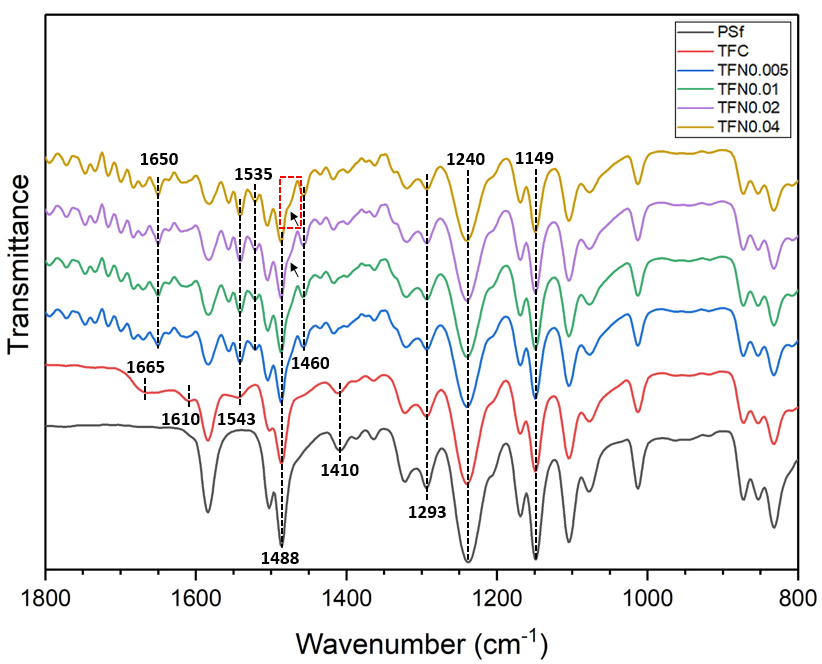 PSf
TFC
TFN0.005
TFN0.01
TFN0.02
TFN0.04
1650
1535
1240
1149
1460
1665
1610
1543
1410
1293
1488
Transmittance
1800
1600
1400
1200
1000
800
Wavenumber (cm-1)